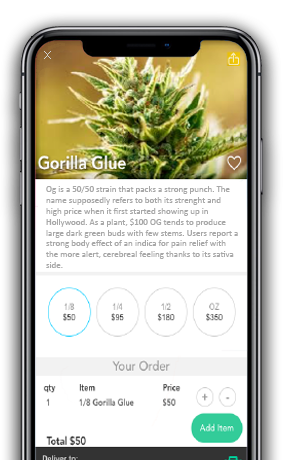 Gorilla Glue
Og is a 50/50 strain that packs a strong punch. The
name supposedly refers to both its strenght and
high price when it first started showing up in
Hollywood. As a plant, $100 OG tends to produce
large dark green buds with few stems. Users report a
strong body effect of an indica for pain relief with
the more alert, cerebreal feeling thanks to its sativa
side.
1/8 1/4 1/2 OZ
$50 $95 $180 $350
Your Order
qty Item Price
1 1/8 Gorilla Glue $50 + -
Add Item
Total $50
Deliver to: